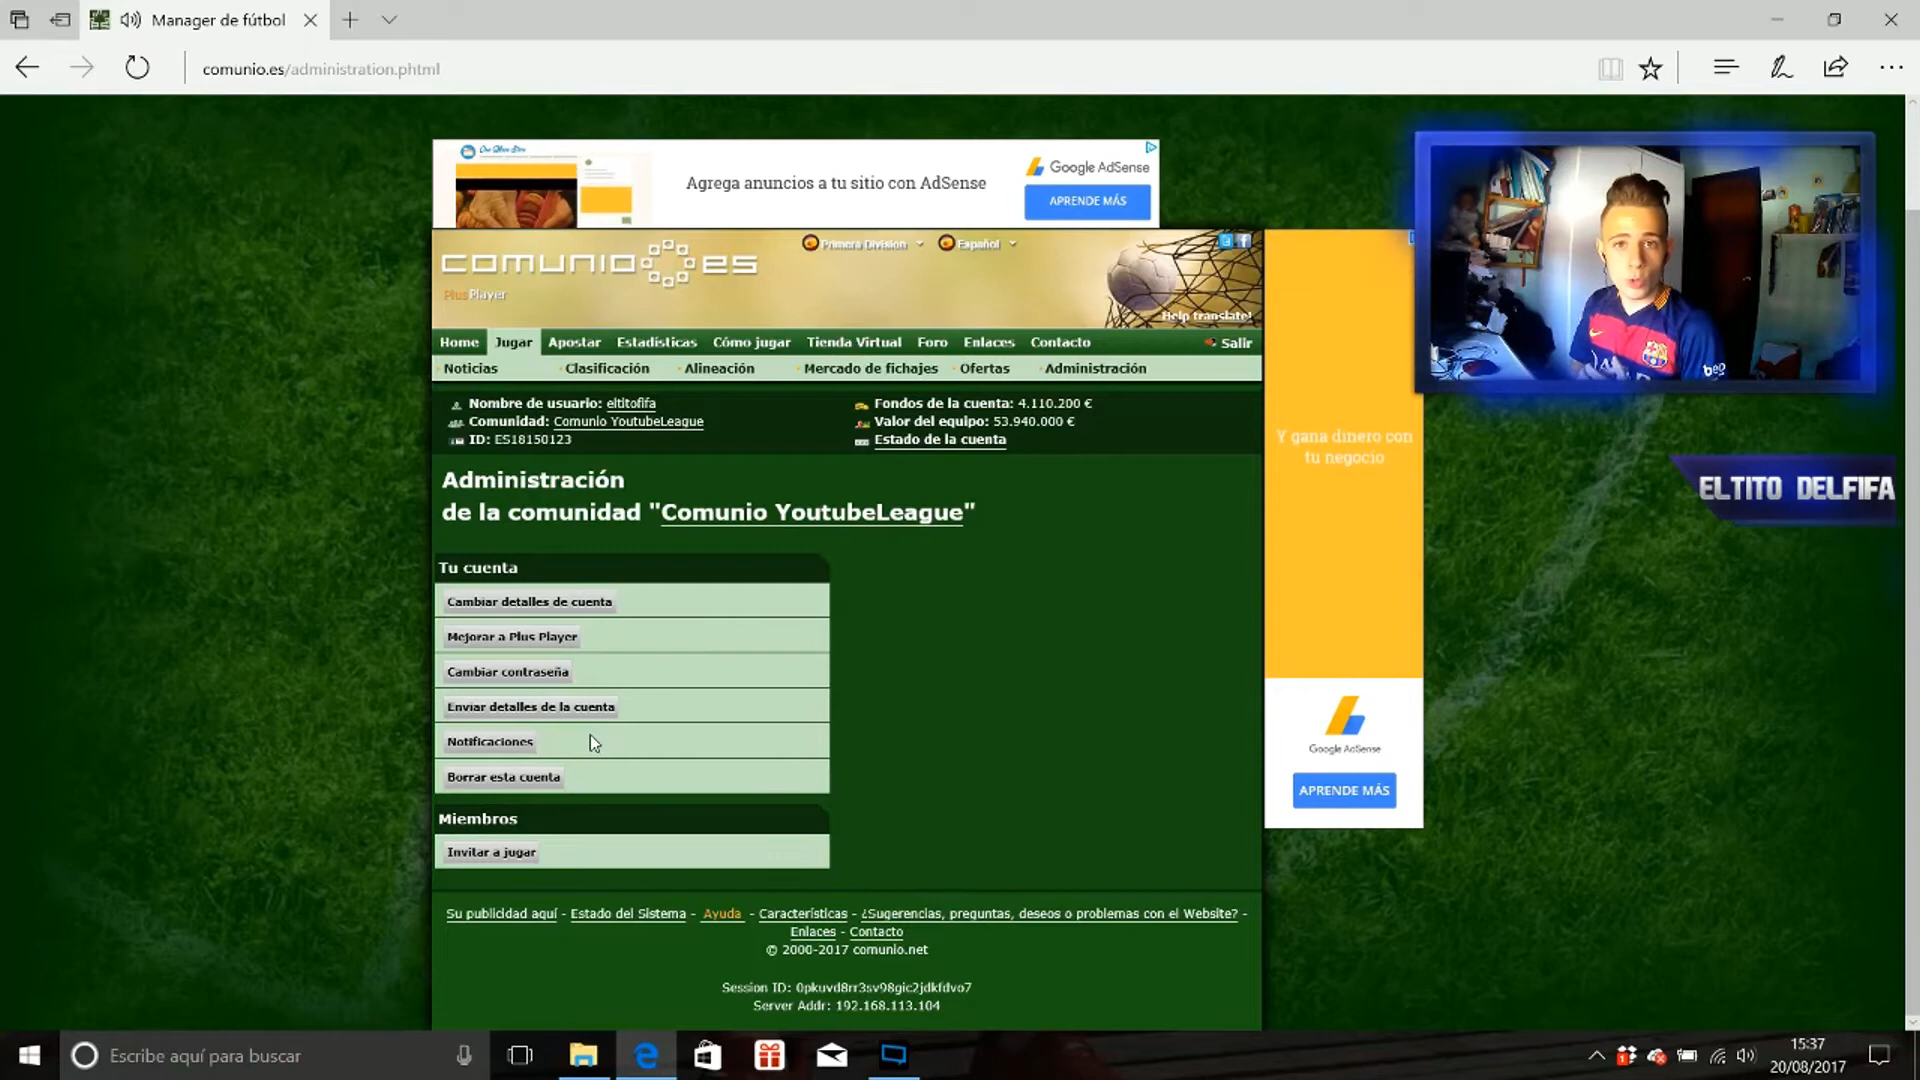 Manager de fútbol
comunio.es/administration.phtml
Agrega anuncios a tu sitio con AdSense
Google AdSense
APRENDE MÁS
Primera División
Español
comunio es
PlusPlayer
Help translate!
Home Jugar Apostar Estadísticas Cómo jugar Tienda Virtual Foro Enlaces Contacto Salir
Noticias Clasificación Alineación Mercado de fichajes Ofertas Administración
Nombre de usuario: eltitofifa
Fondos de la cuenta: 4.110.200 €
Comunidad: Comunio YoutubeLeague
Valor del equipo: 53.940.000 €
ID: ES18150123
Estado de la cuenta
Y gana dinero con
tu negocio
beko
ELTITO DELFIFA
Administración
de la comunidad "Comunio YoutubeLeague"
Tu cuenta
Cambiar detalles de cuenta
Mejorar a Plus Player
Cambiar contraseña
Enviar detalles de la cuenta
Notificaciones
Borrar esta cuenta
Google AdSense
APRENDE MÁS
Miembros
Invitar a jugar
Su publicidad aquí - Estado del Sistema - Ayuda - Características - ¿Sugerencias, preguntas, deseos o problemas con el Website? -
Enlaces - Contacto
© 2000-2017 comunio.net
Session ID: 0pkuvd8rr3sv98gic2jdkfdvo7
Server Addr: 192.168.113.104
Escribe aquí para buscar
15:37
20/08/2017